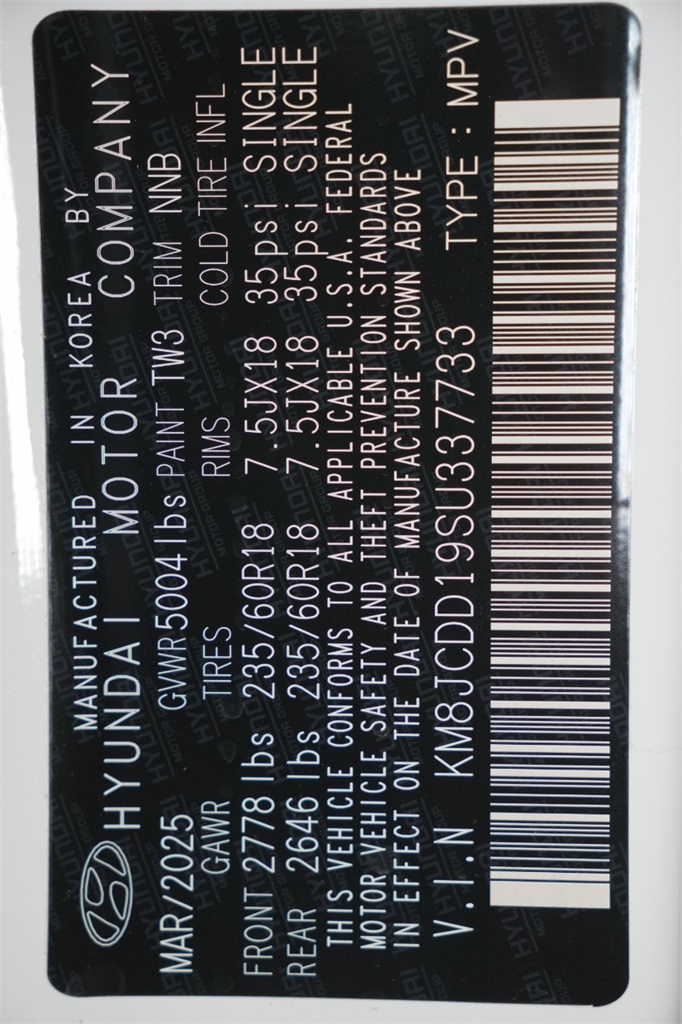 MANUFACTURED IN KOREA BY
HYUNDAI MOTOR COMPANY
MAR/2025 GVWR 5004 lbs PAINT TW3 TRIM NNB
GAWR TIRES RIMS COLD TIRE INFL
FRONT 2778 lbs 235/60R18 7.5JX18 35psi SINGLE
REAR 2646 lbs 235/60R18 7.5JX18 35psi SINGLE
THIS VEHICLE CONFORMS TO ALL APPLICABLE U.S.A. FEDERAL
MOTOR VEHICLE SAFETY AND THEFT PREVENTION STANDARDS
IN EFFECT ON THE DATE OF MANUFACTURE SHOWN ABOVE
V.I.N KM8JCDD19SU337733 TYPE : MPV